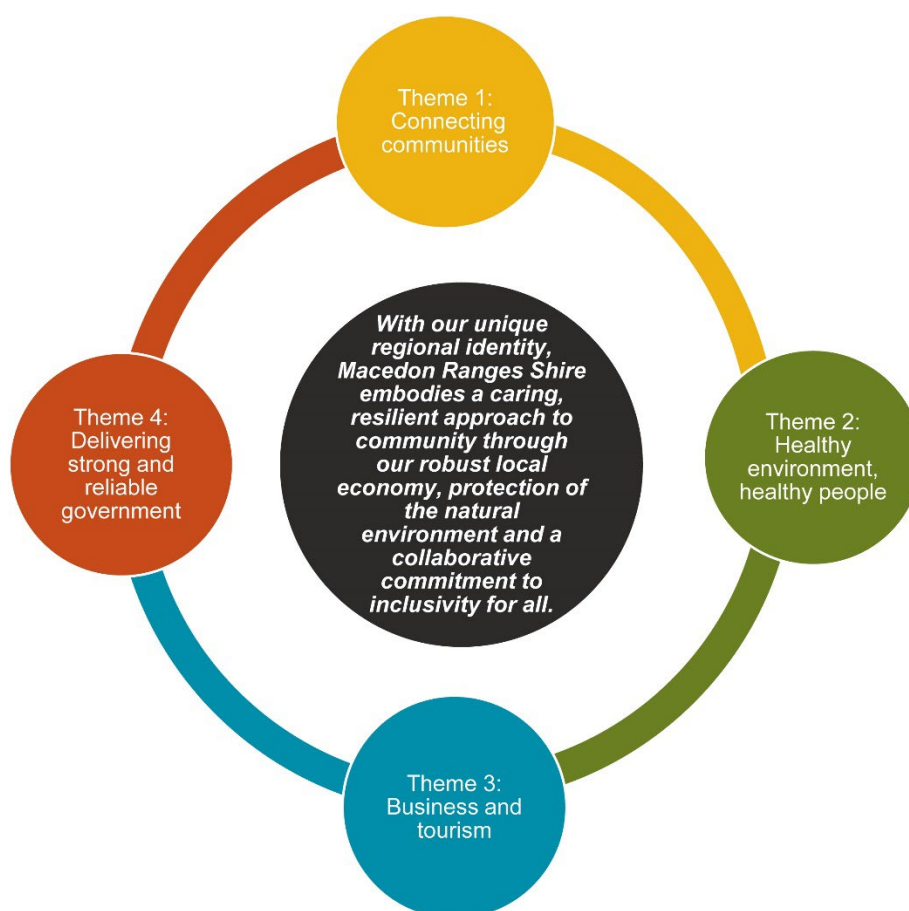 Theme 1:
Connecting
communities
With our unique
regional identity,
Macedon Ranges Shire
embodies a caring,
resilient approach to
community through
our robust local
economy, protection of
the natural
environment and a
collaborative
commitment to
inclusivity for all.
Theme 4:
Delivering
strong and
reliable
government
Theme 2:
Healthy
environment,
healthy people
Theme 3:
Business and
tourism